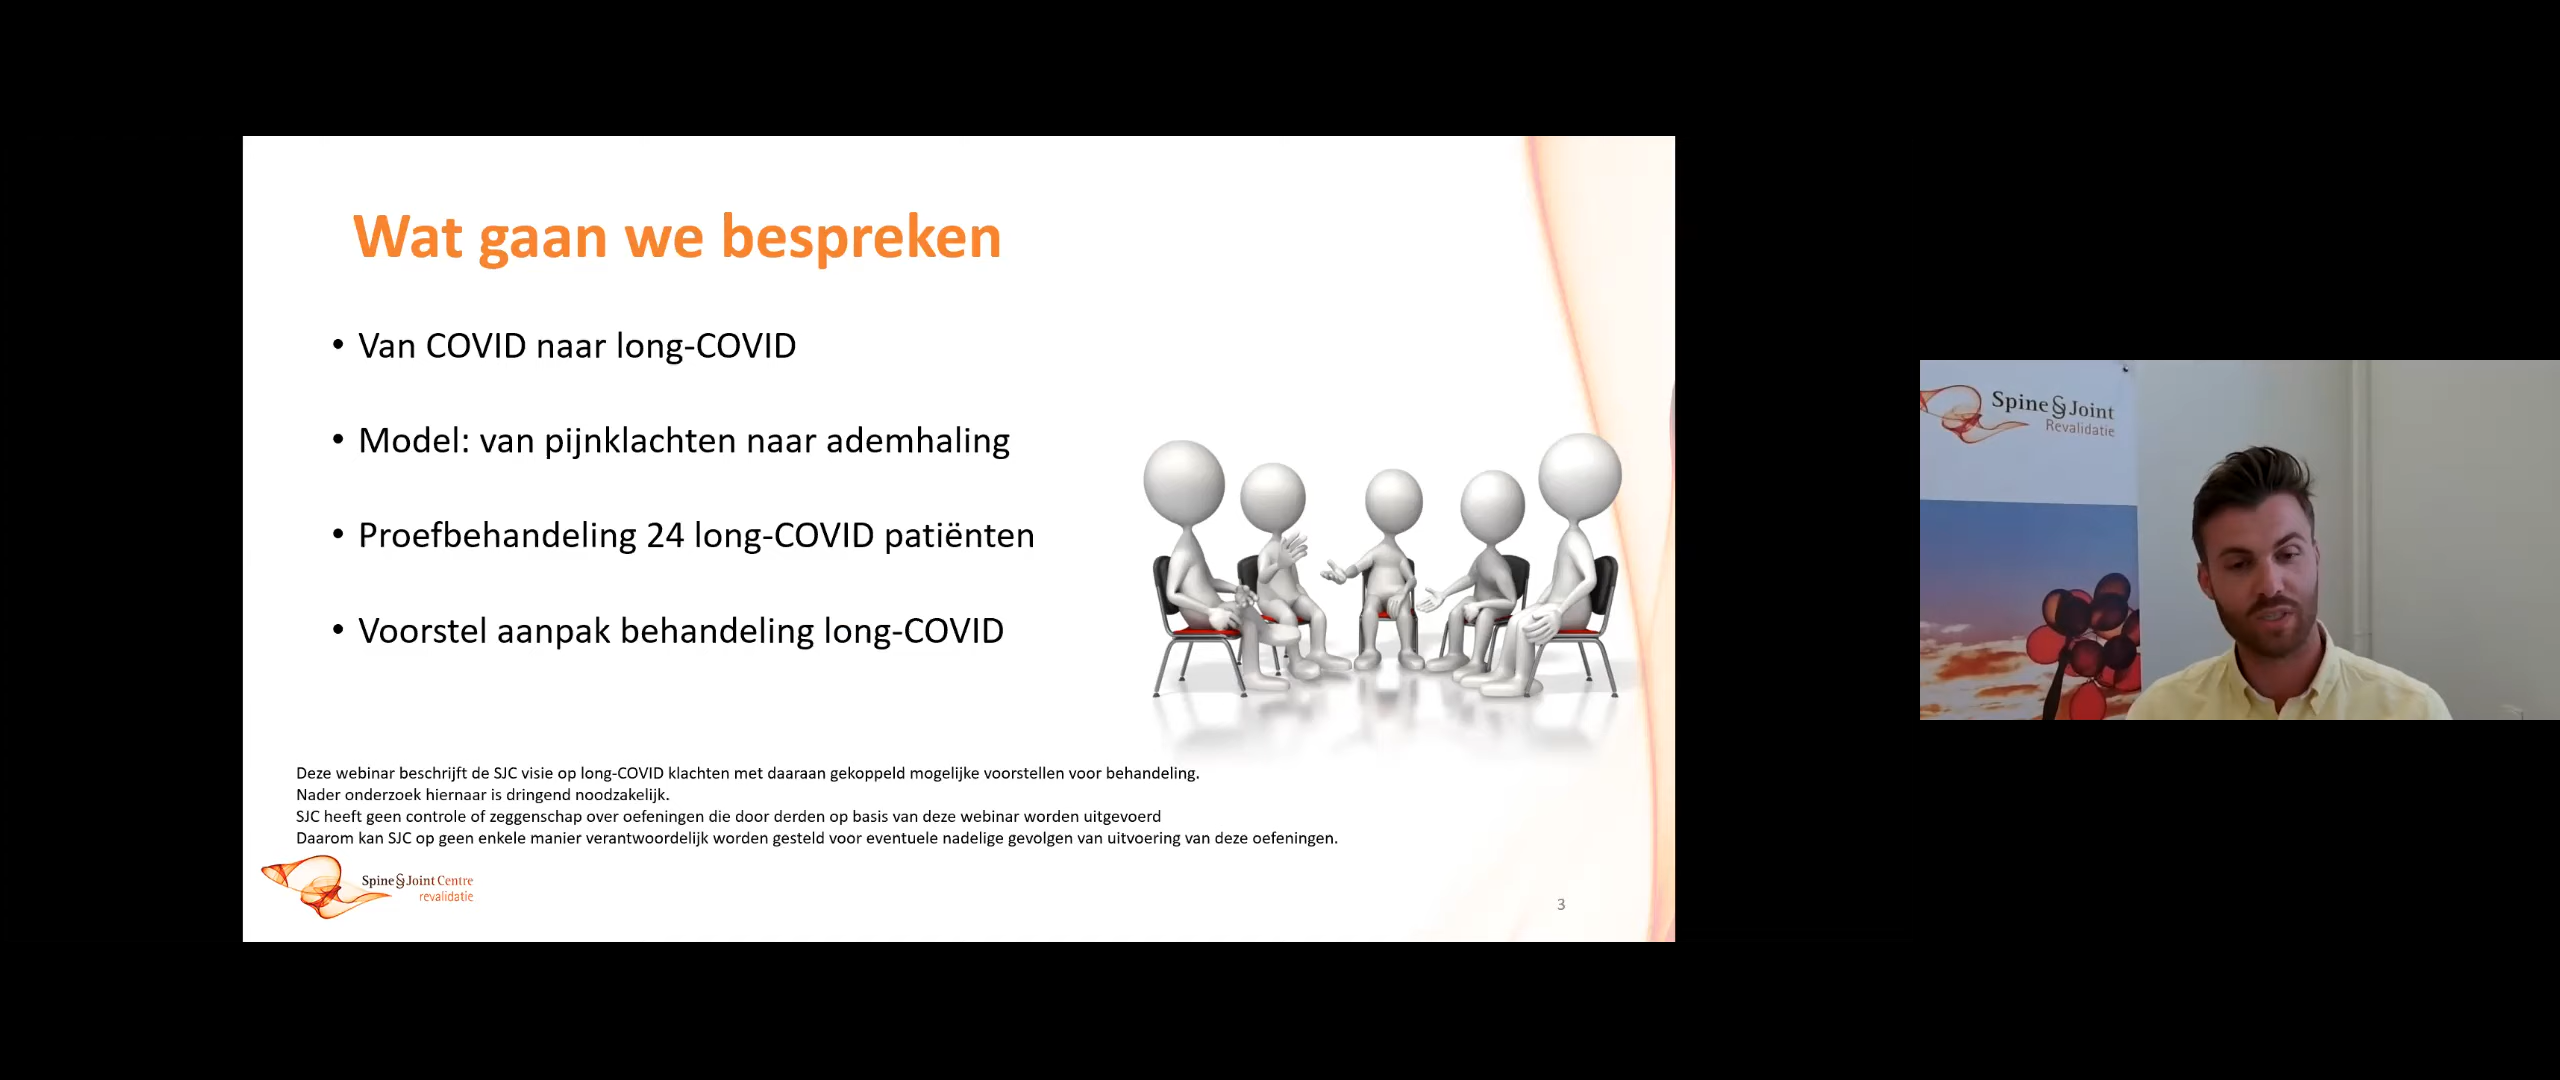 Wat gaan we bespreken
• Van COVID naar long-COVID
• Model: van pijnklachten naar ademhaling
• Proefbehandeling 24 long-COVID patiënten
• Voorstel aanpak behandeling long-COVID
Deze webinar beschrijft de SJC visie op long-COVID klachten met daaraan gekoppeld mogelijke voorstellen voor behandeling.
Nader onderzoek hiernaar is dringend noodzakelijk.
SJC heeft geen controle of zeggenschap over oefeningen die door derden op basis van deze webinar worden uitgevoerd
Daarom kan SJC op geen enkele manier verantwoordelijk worden gesteld voor eventuele nadelige gevolgen van uitvoering van deze oefeningen.
Spine§Joint Centre
revalidatie
3
Spine§Joint
Revalidatie